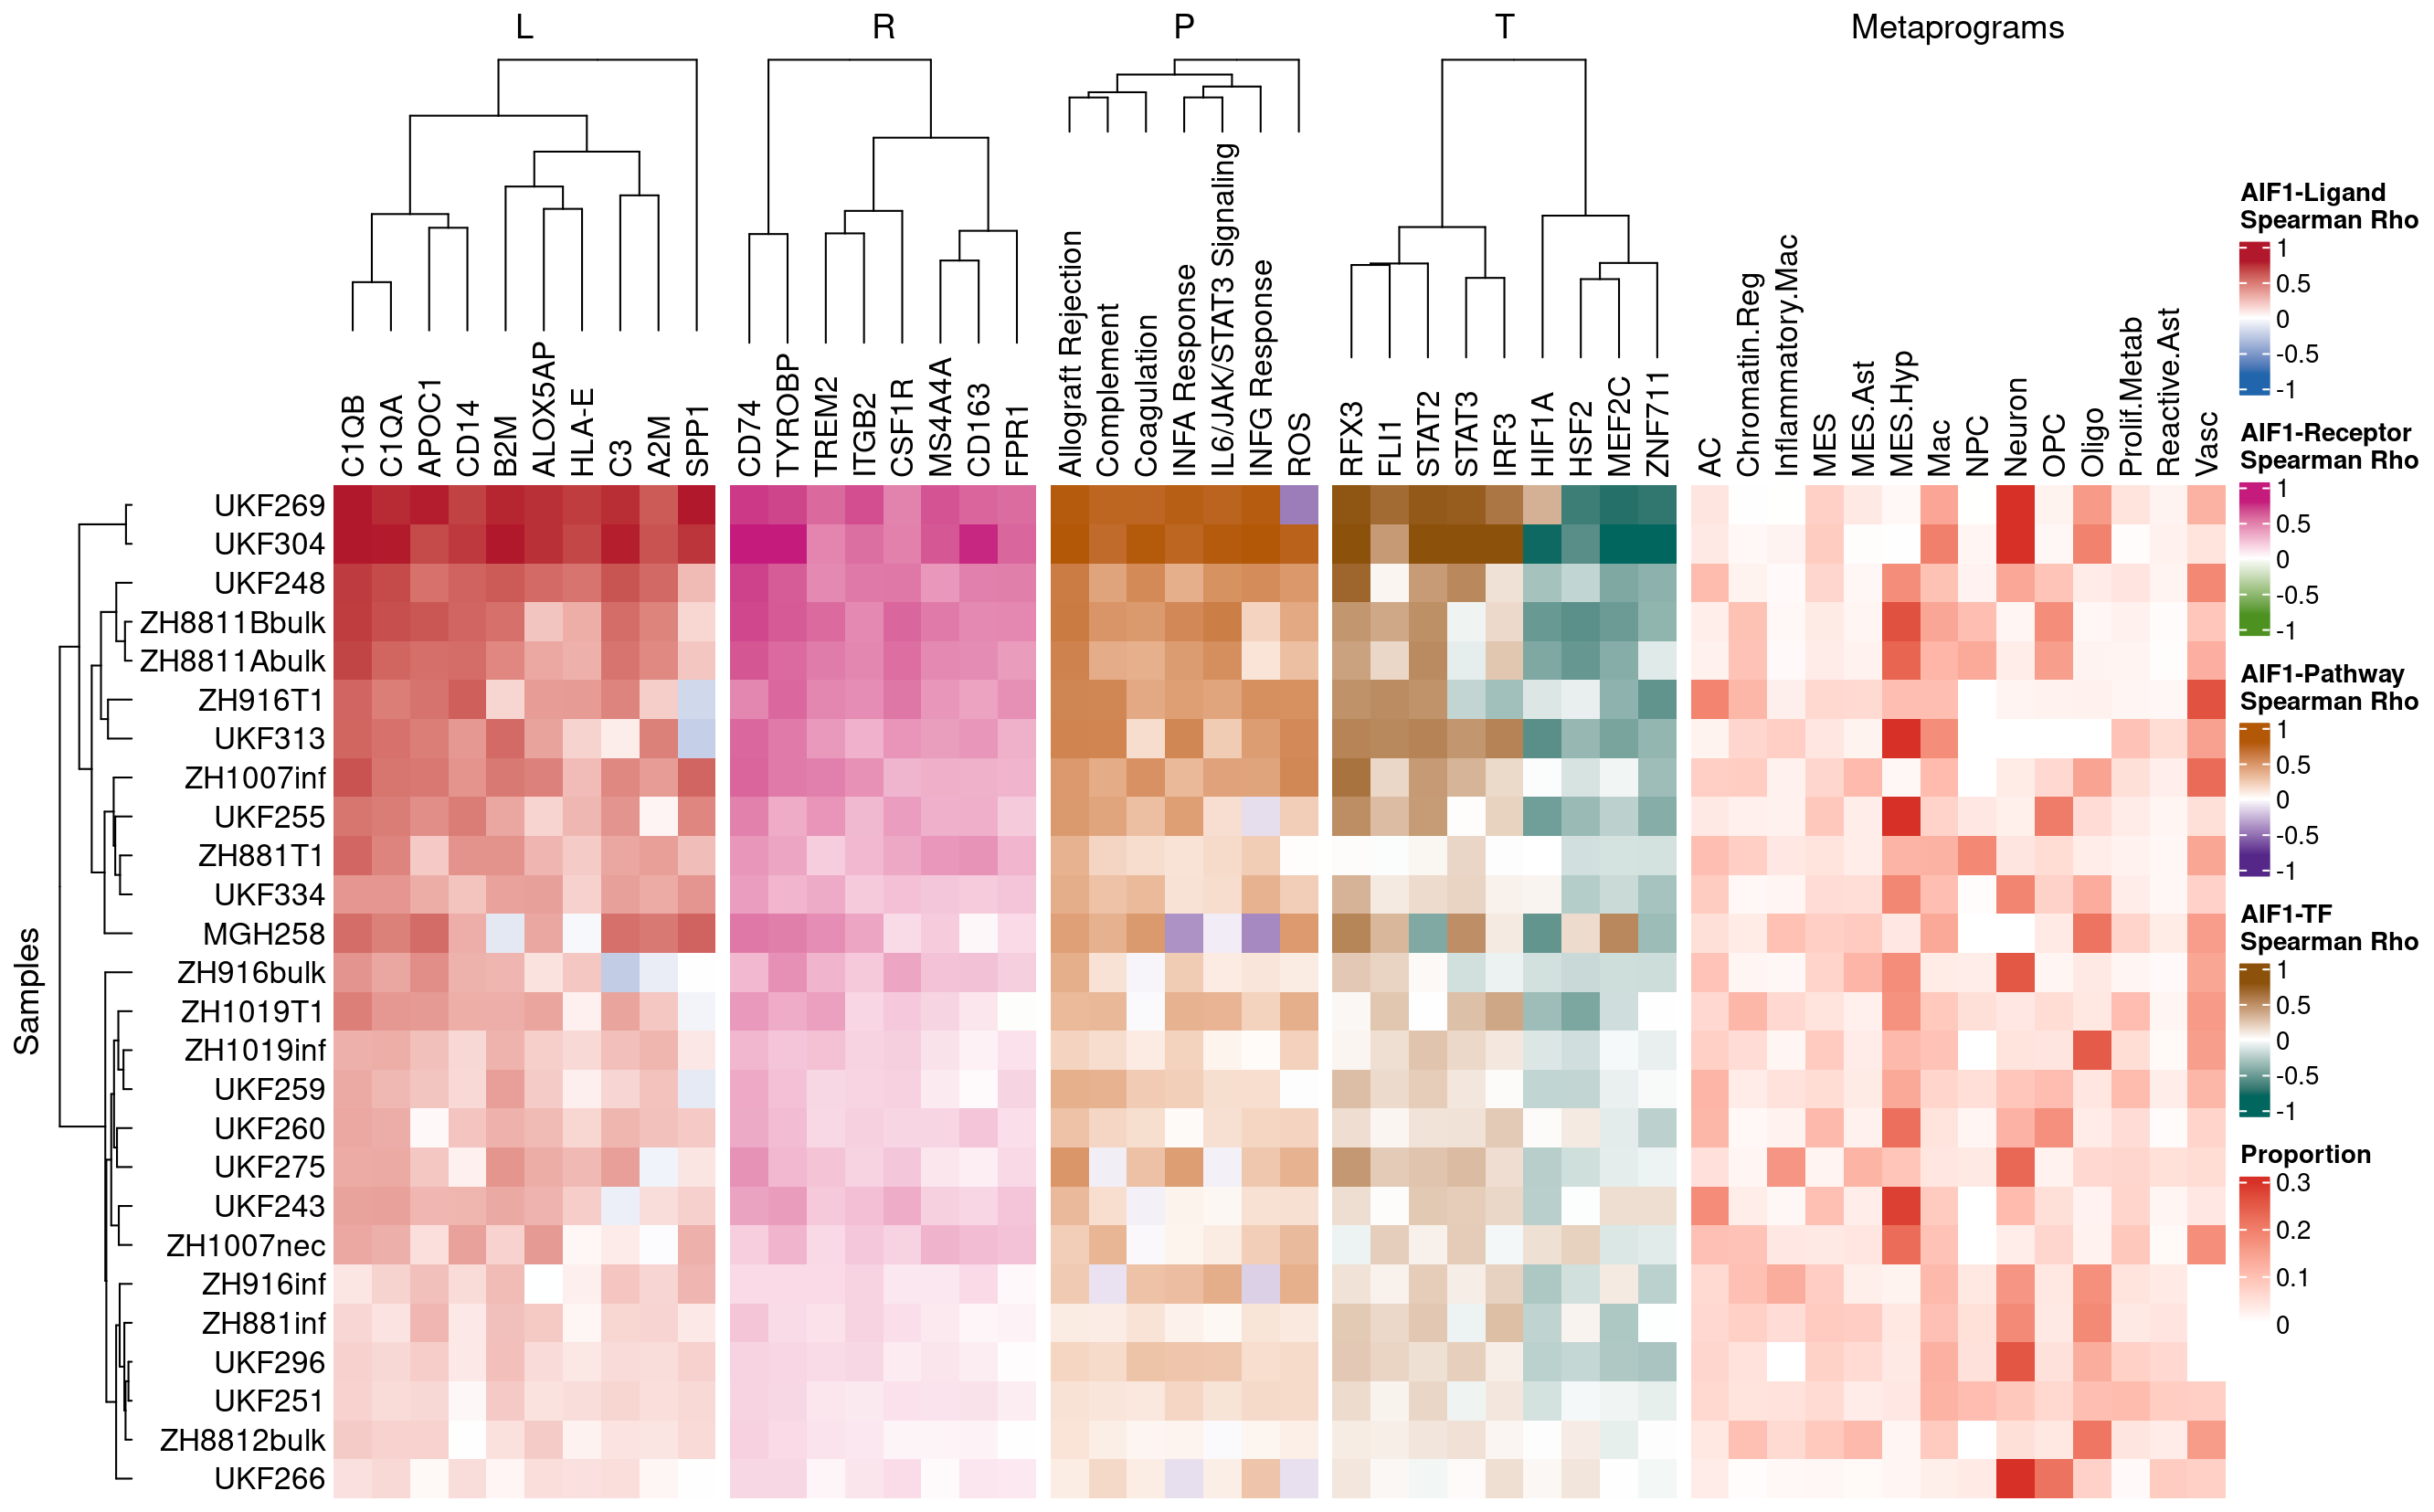 L
R
P
T
Metaprograms
C1QB
C1QA
APOC1
CD14
B2M
ALOX5AP
HLA-E
C3
A2M
SPP1
CD74
TYROBP
TREM2
ITGB2
CSF1R
MS4A4A
CD163
FPR1
Allograft Rejection
Complement
Coagulation
INFA Response
IL6/JAK/STAT3 Signaling
INFG Response
ROS
RFX3
FLI1
STAT2
STAT3
IRF3
HIF1A
HSF2
MEF2C
ZNF711
AC
Chromatin.Reg
Inflammatory.Mac
MES
MES.Ast
MES.Hyp
Mac
NPC
Neuron
OPC
Oligo
Prolif.Metab
Reactive.Ast
Vasc
Samples
UKF269
UKF304
UKF248
ZH8811Bbulk
ZH8811Abulk
ZH916T1
UKF313
ZH1007inf
UKF255
ZH881T1
UKF334
MGH258
ZH916bulk
ZH1019T1
ZH1019inf
UKF259
UKF260
UKF275
UKF243
ZH1007nec
ZH916inf
ZH881inf
UKF296
UKF251
ZH8812bulk
UKF266
AIF1-Ligand
Spearman Rho
1
0.5
0
-0.5
-1
AIF1-Receptor
Spearman Rho
1
0.5
0
-0.5
-1
AIF1-Pathway
Spearman Rho
1
0.5
0
-0.5
-1
AIF1-TF
Spearman Rho
1
0.5
0
-0.5
-1
Proportion
0.3
0.2
0.1
0